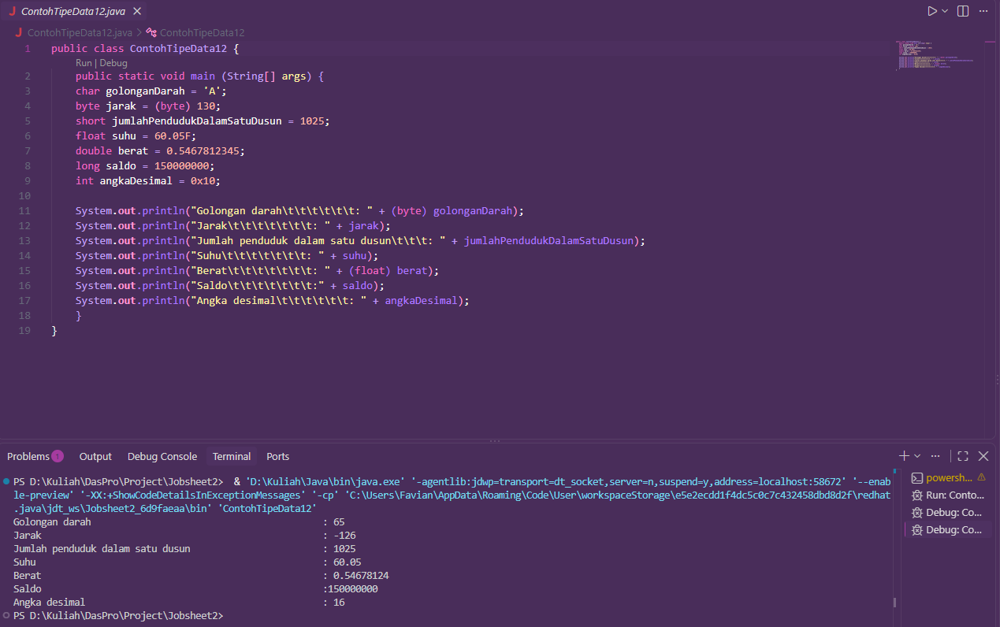 ContohTipeData12.java
ContohTipeData12.java > ContohTipeData12
1 public class ContohTipeData12 {
Run | Debug
2 public static void main (String[] args) {
3 char golonganDarah = 'A';
4 byte jarak = (byte) 130;
5 short jumlahPendudukDalamSatuDusun = 1025;
6 float suhu = 60.05F;
7 double berat = 0.5467812345;
8 long saldo = 150000000;
9 int angkaDesimal = 0x10;
10
11 System.out.println("Golongan darah\t\t\t\t\t\t: " + (byte) golonganDarah);
12 System.out.println("Jarak\t\t\t\t\t\t\t: " + jarak);
13 System.out.println("Jumlah penduduk dalam satu dusun\t\t\t: " + jumlahPendudukDalamSatuDusun);
14 System.out.println("Suhu\t\t\t\t\t\t\t: " + suhu);
15 System.out.println("Berat\t\t\t\t\t\t\t: " + (float) berat);
16 System.out.println("Saldo\t\t\t\t\t\t\t:" + saldo);
17 System.out.println("Angka desimal\t\t\t\t\t\t: " + angkaDesimal);
18 }
19 }
Problems 1 Output Debug Console Terminal Ports
PS D:\Kuliah\DasPro\Project\Jobsheet2> & 'D:\Kuliah\Java\bin\java.exe' '-agentlib:jdwp=transport=dt_socket,server=n,suspend=y,address=localhost:58672' '--enab
le-preview' '-XX:+ShowCodeDetailsInExceptionMessages' '-cp' 'C:\Users\Favian\AppData\Roaming\Code\User\workspaceStorage\e5e2ecdd1f4dc5c0c7c432458dbd8d2f\redhat
.java\jdt_ws\Jobsheet2_6d9faeaa\bin' 'ContohTipeData12'
Golongan darah : 65
Jarak : -126
Jumlah penduduk dalam satu dusun : 1025
Suhu : 60.05
Berat : 0.54678124
Saldo :150000000
Angka desimal : 16
PS D:\Kuliah\DasPro\Project\Jobsheet2>
powersh...
Run: Conto...
Debug: Co...
Debug: Co...